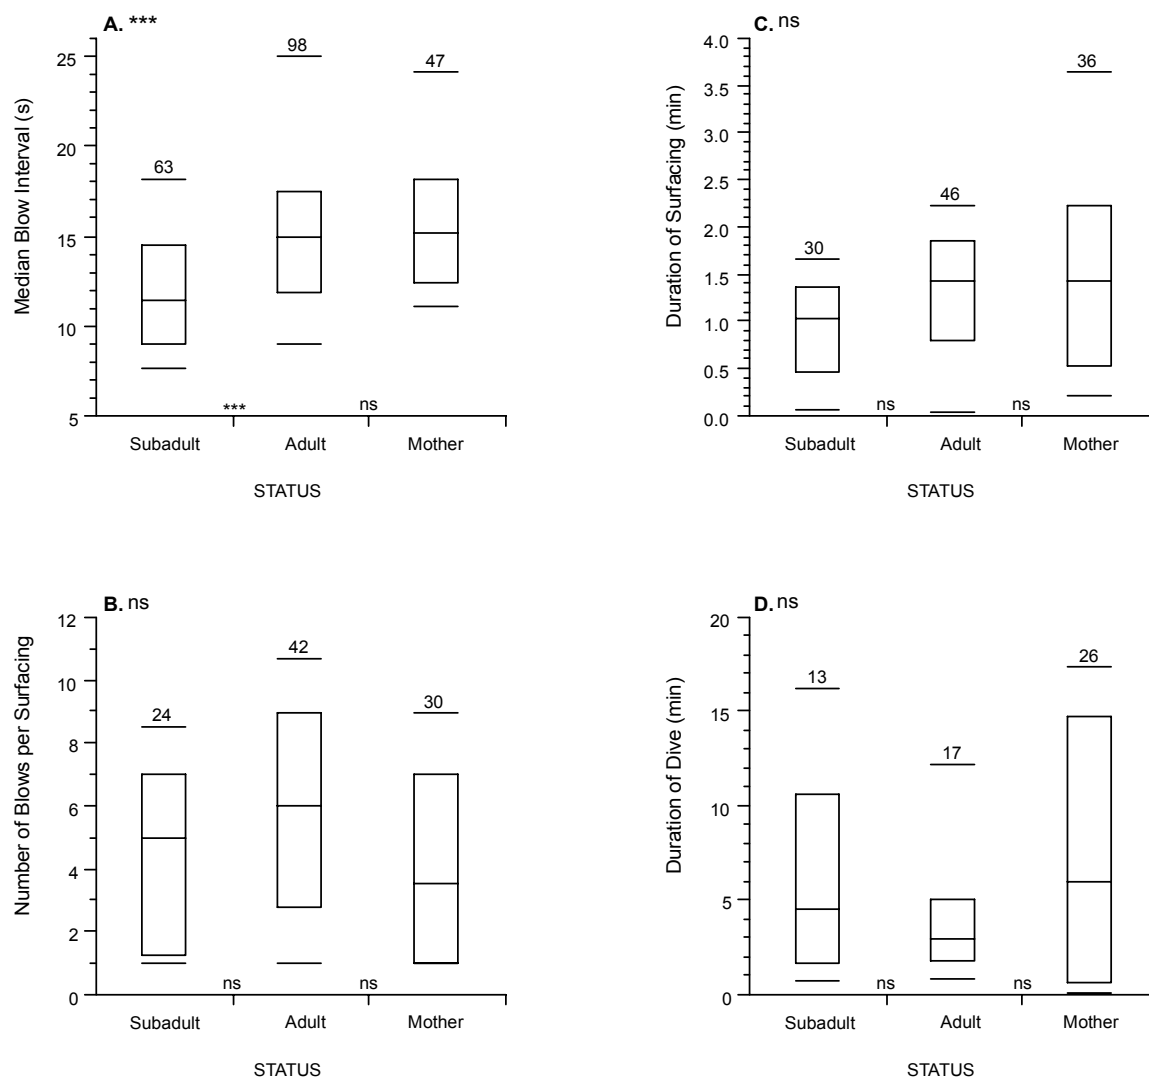 A. ***
Median Blow Interval (s)
25
20
15
10
5
63
98
47
***
ns
Subadult
Adult
Mother
STATUS
C. ns
Duration of Surfacing (min)
4.0
3.5
3.0
2.5
2.0
1.5
1.0
0.5
0.0
30
46
36
ns
ns
Subadult
Adult
Mother
STATUS
B. ns
Number of Blows per Surfacing
12
10
8
6
4
2
0
24
42
30
ns
ns
Subadult
Adult
Mother
STATUS
D. ns
Duration of Dive (min)
20
15
10
5
0
13
17
26
ns
ns
Subadult
Adult
Mother
STATUS